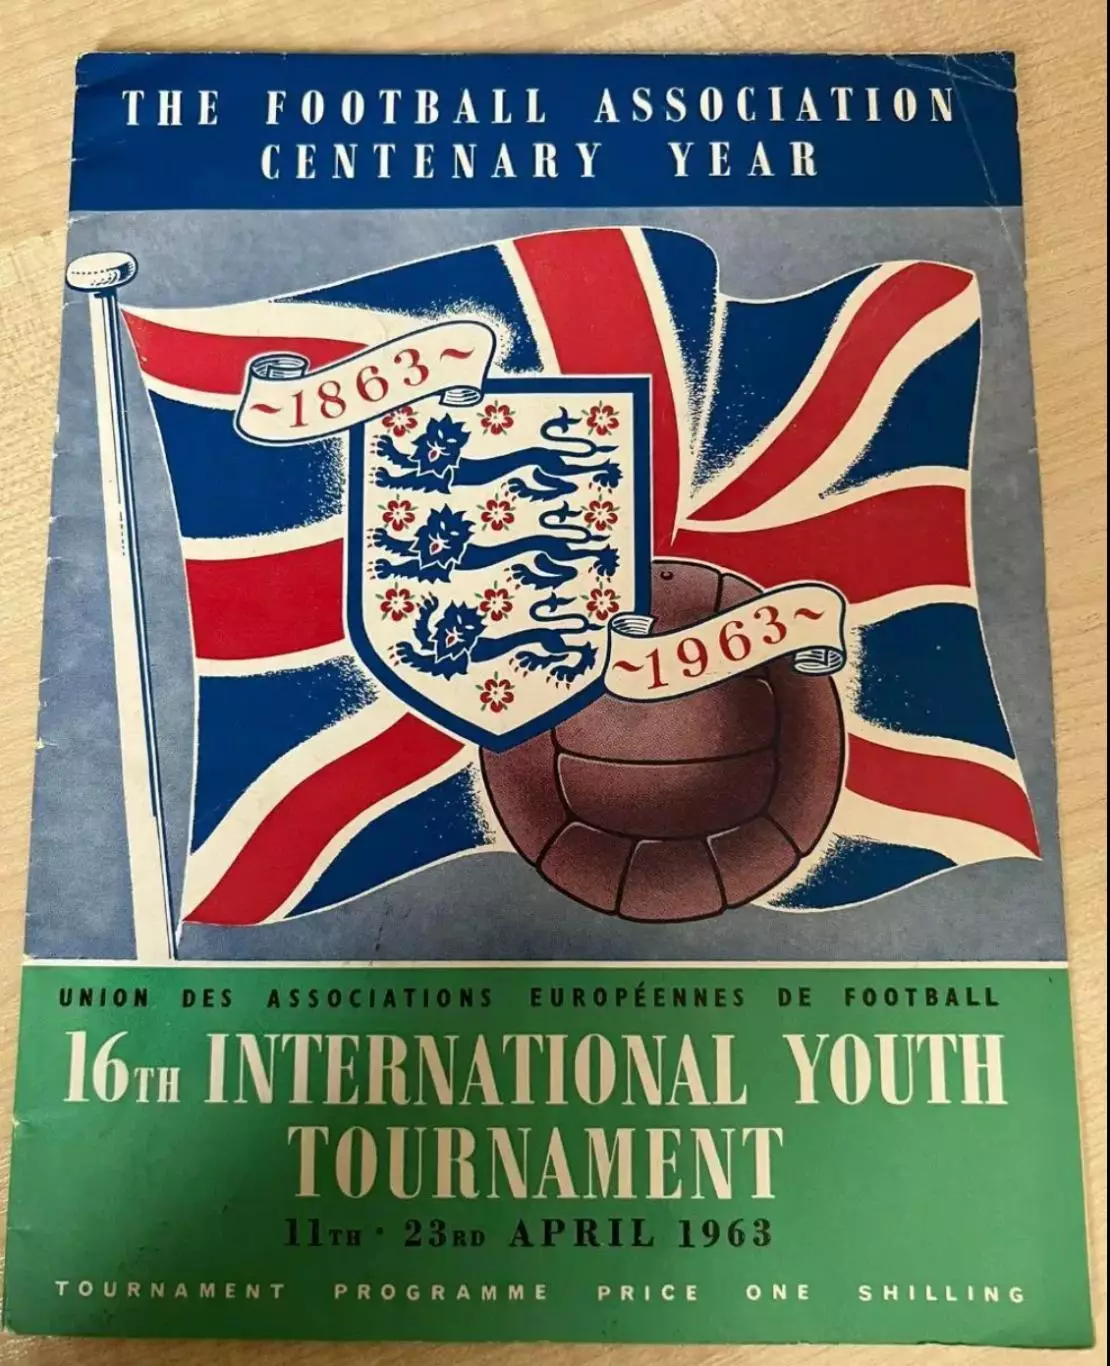 THE FOOTBALL ASSOCIATION
CENTENARY YEAR
~1863~
~1963~
UNION DES ASSOCIATIONS EUROPÉENNES DE FOOTBALL
16TH INTERNATIONAL YOUTH
TOURNAMENT
11TH · 23RD APRIL 1963
TOURNAMENT PROGRAMME PRICE ONE SHILLING